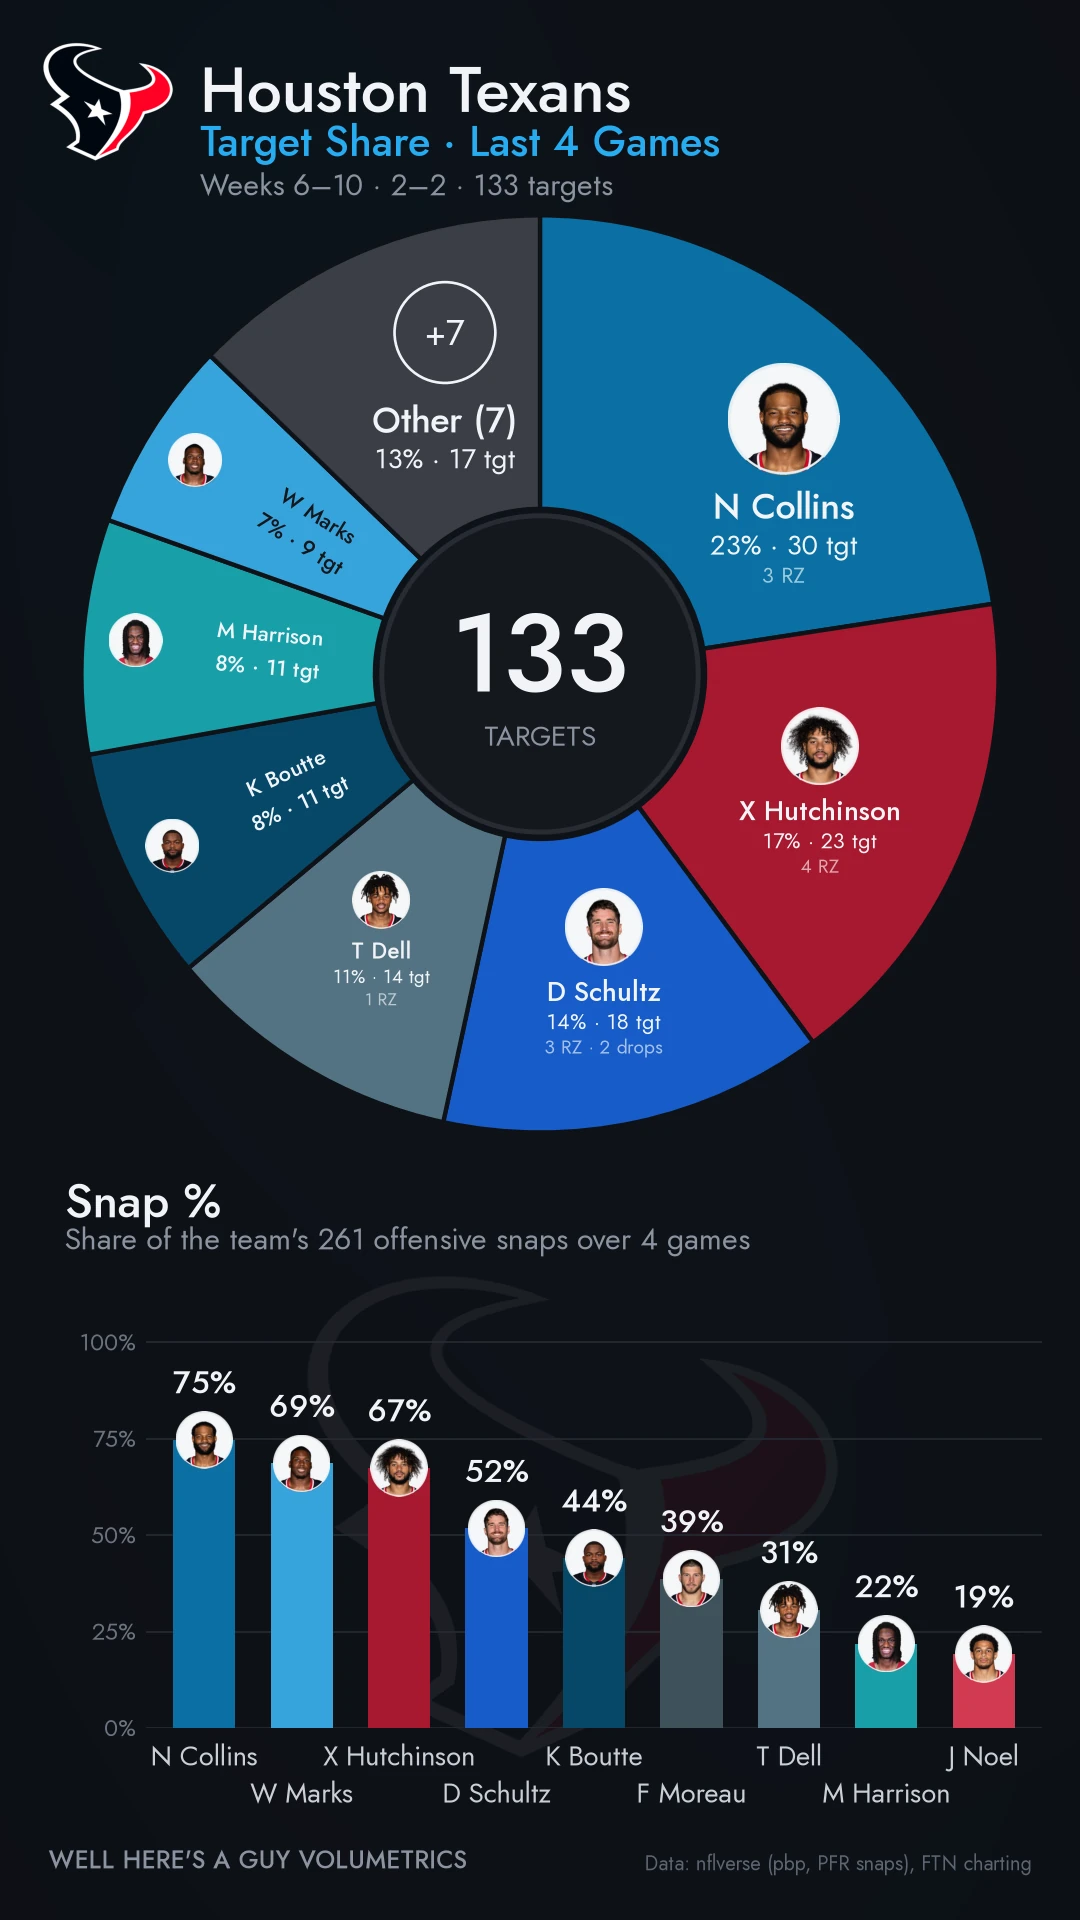 Houston Texans
Target Share · Last 4 Games
Weeks 6–10 · 2–2 · 133 targets
+7
Other (7)
13% · 17 tgt
N Collins
23% · 30 tgt
3 RZ
W Marks
7% · 9 tgt
M Harrison
8% · 11 tgt
133
TARGETS
X Hutchinson
17% · 23 tgt
4 RZ
K Boutte
8% · 11 tgt
T Dell
11% · 14 tgt
1 RZ
D Schultz
14% · 18 tgt
3 RZ · 2 drops
Snap %
Share of the team's 261 offensive snaps over 4 games
100%
75%
50%
25%
0%
75%
69%
67%
52%
44%
39%
31%
22%
19%
N Collins
W Marks
X Hutchinson
D Schultz
K Boutte
F Moreau
T Dell
M Harrison
J Noel
WELL HERE'S A GUY VOLUMETRICS
Data: nflverse (pbp, PFR snaps), FTN charting